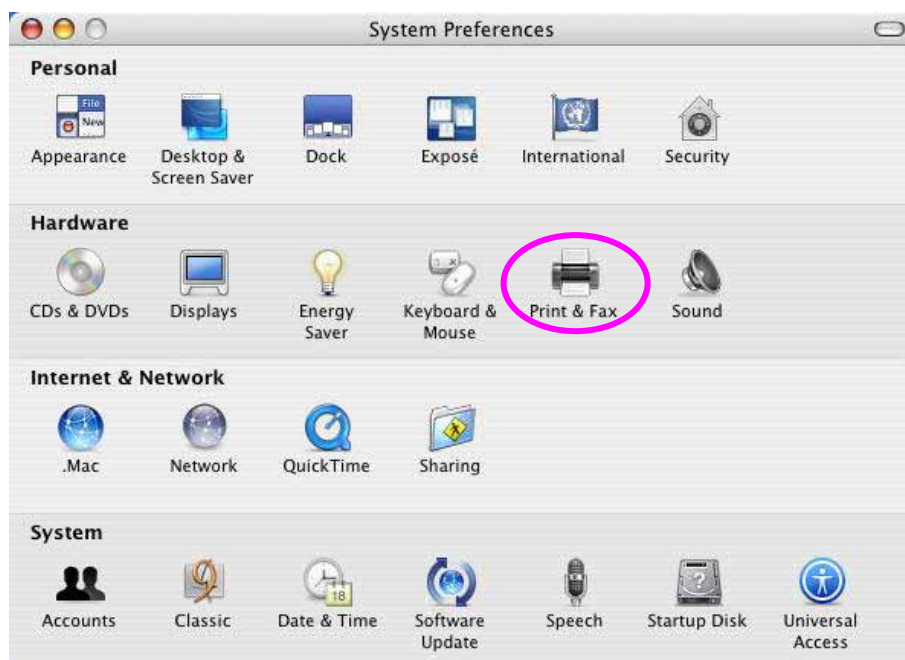 System Preferences
Personal
File
New
Appearance Desktop & Dock Exposé International Security
Screen Saver
Hardware
CDs & DVDs Displays Energy Keyboard & Print & Fax Sound
Saver Mouse
Internet & Network
.Mac Network QuickTime Sharing
System
18
Accounts Classic Date & Time Software Speech Startup Disk Universal
Update Access